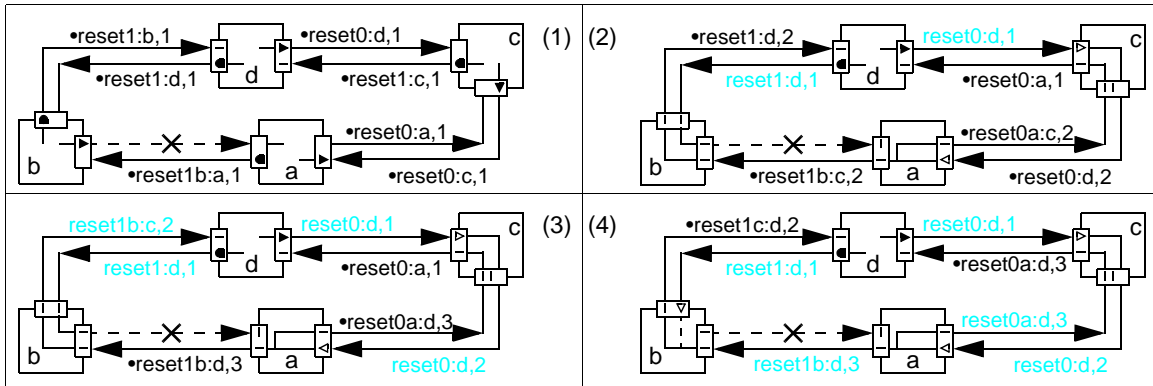 •reset1:b,1
•reset0:d,1
c
(1)
•reset1:d,1
d
•reset1:c,1
•reset0:a,1
b
a
•reset1b:a,1
•reset0:c,1
(2)
•reset1:d,2
reset0:d,1
c
reset1:d,1
d
•reset0:a,1
•reset0a:c,2
b
a
•reset1b:c,2
•reset0:d,2
reset1b:c,2
reset0:d,1
c
(3)
reset1:d,1
d
•reset0:a,1
•reset0a:d,3
b
a
•reset1b:d,3
reset0:d,2
(4)
•reset1c:d,2
reset0:d,1
c
reset1:d,1
d
•reset0a:d,3
reset0a:d,3
b
a
reset1b:d,3
reset0:d,2